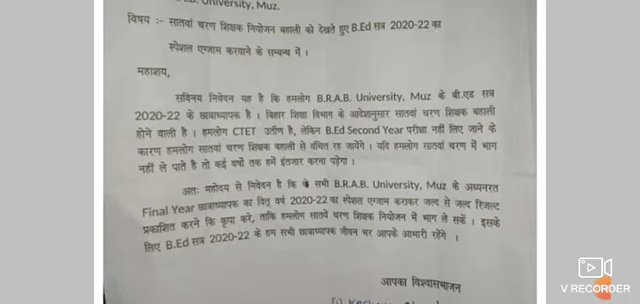 University, Muz.
विषय :- सातवां चरण शिक्षक नियोजन बहाली को देखते हुए B.Ed सत्र 2020-22 का
स्पेशल एग्जाम करवाने के सम्बन्ध में ।
महाशय,
सविनय निवेदन यह है कि हमलोग B.R.A.B. University, Muz के बी.एड सत्र
2020-22 के छात्राध्यापक है । बिहार शिक्षा विभाग के आदेशानुसार सातवां चरण शिक्षक बहाली
होने वाली है । हमलोग CTET उर्तीण है, लेकिन B.Ed Second Year परीक्षा नहीं लिए जाने के
कारण हमलोग सातवां चरण शिक्षक बहाली से वंचित रह जायेंगे । यदि हमलोग सातवां चरण में भाग
नहीं ले पाते है तो कई वर्षो तक हमें इंतजार करना पड़ेगा ।
अतः महोदय से निवेदन है कि सभी B.R.A.B. University, Muz के अध्यनरत
Final Year छात्राध्यापक का वितृ वर्ष 2020-22 का स्पेशल एग्जाम कराकर जल्द से जल्द रिजल्ट
प्रकाशित करने कि कृपा करे, ताकि हमलोग सातवे चरण शिक्षक नियोजन में भाग ले सकें । इसके
लिए B.Ed सत्र 2020-22 के हम सभी छात्राध्यापक जीवन भर आपके आभारी रहेंगे ।
आपका विश्वासभाजन
V RECORDER